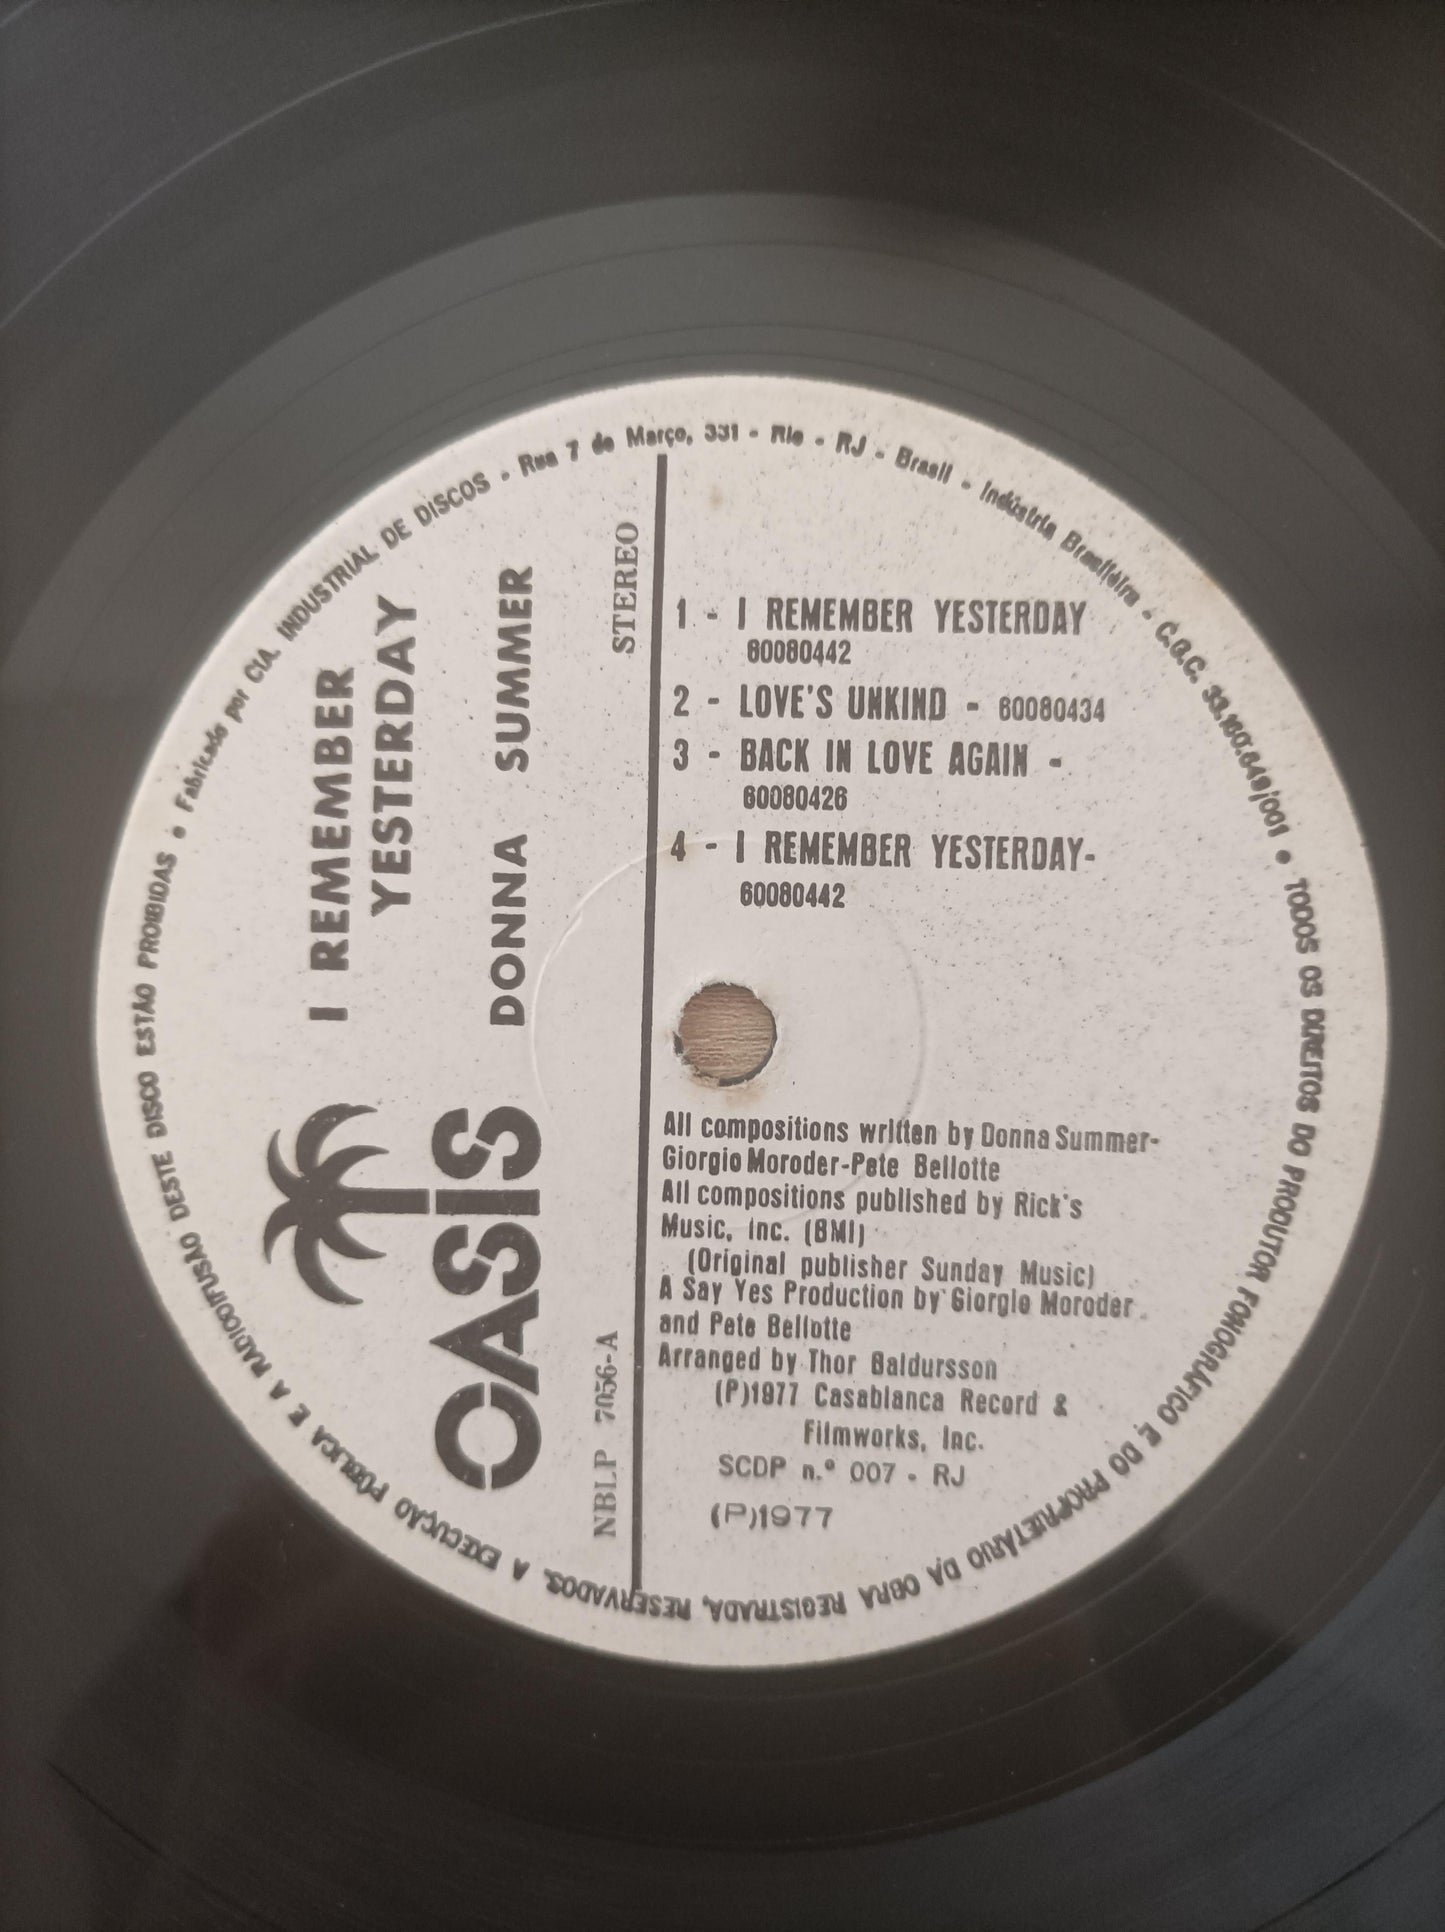 I REMEMBER
YESTERDAY
DONNA SUMMER
OASIS
STEREO
NBLP 7056-A
1 - I REMEMBER YESTERDAY
60080442
2 - LOVE'S UNKIND - 60080434
3 - BACK IN LOVE AGAIN -
60080426
4 - I REMEMBER YESTERDAY-
60080442
All compositions written by Donna Summer-
Giorgio Moroder-Pete Bellotte
All compositions published by Rick's
Music, Inc. (BMI)
(Original publisher Sunday Music)
A Say Yes Production by Giorgio Moroder
and Pete Bellotte
Arranged by Thor Baldursson
(P)1977 Casablanca Record &
Filmworks, Inc.
SCDP n.º 007 - RJ
(P)1977
• Fabricado por CIA. INDUSTRIAL DE DISCOS - Rua 7 de Março, 331 - Rio - RJ - Brasil - Indústria Brasileira - C.G.C. 33.160.649/001 • TODOS OS DIREITOS DO PRODUTOR FONOGRÁFICO E DO PROPRIETÁRIO DA OBRA REGISTRADA, RESERVADOS. A EXECUÇÃO PÚBLICA E A RADIODIFUSÃO DESTE DISCO ESTÃO PROIBIDAS